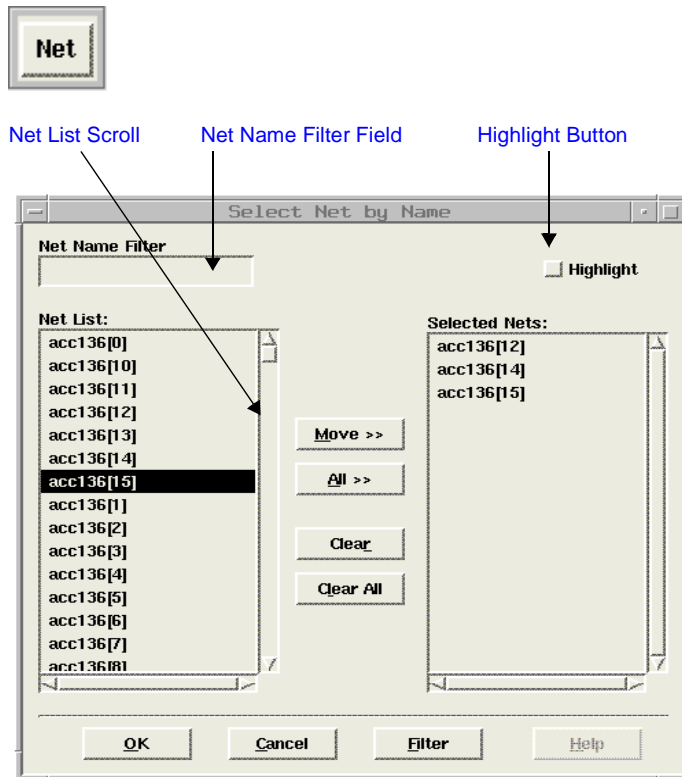 Net
Net List Scroll Net Name Filter Field Highlight Button
Select Net by Name
Net Name Filter
Highlight
Net List:
acc136[0]
acc136[10]
acc136[11]
acc136[12]
acc136[13]
acc136[14]
acc136[15]
acc136[1]
acc136[2]
acc136[3]
acc136[4]
acc136[5]
acc136[6]
acc136[7]
acc136[8]
Move >>
All >>
Clear
Clear All
Selected Nets:
acc136[12]
acc136[14]
acc136[15]
OK Cancel Filter Help